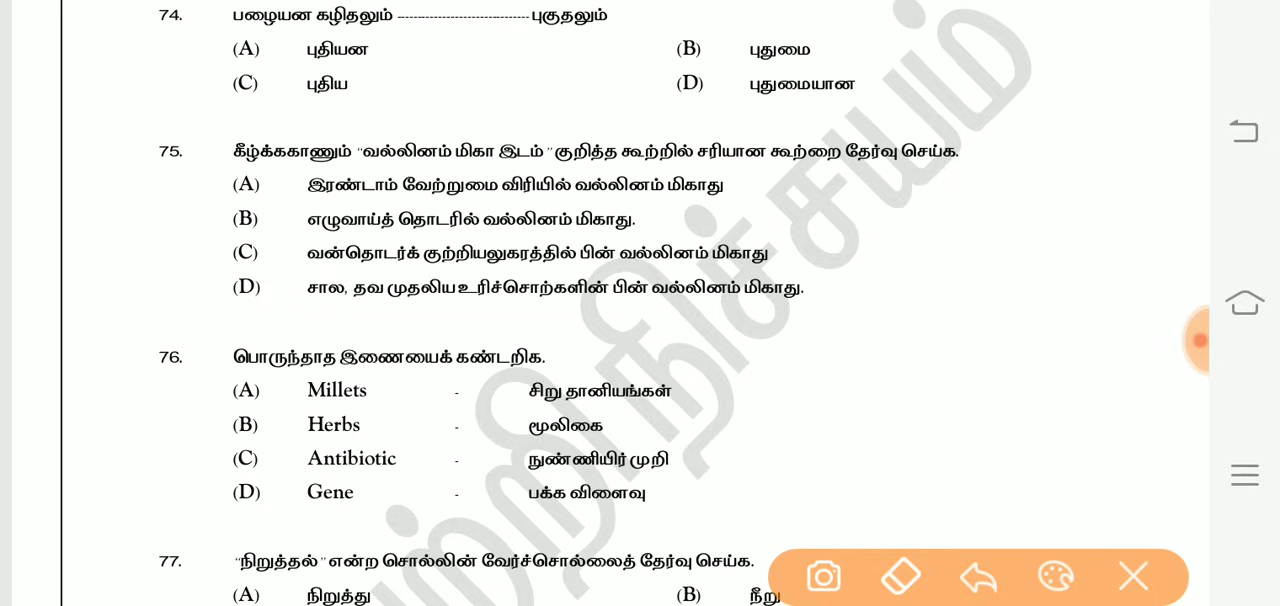 74. பழையன கழிதலும் ------------------------------- புகுதலும்
(A) புதியன (B) புதுமை
(C) புதிய (D) புதுமையான
75. கீழ்க்ககாணும் “வல்லினம் மிகா இடம் ” குறித்த கூற்றில் சரியான கூற்றை தேர்வு செய்க.
(A) இரண்டாம் வேற்றுமை விரியில் வல்லினம் மிகாது
(B) எழுவாய்த் தொடரில் வல்லினம் மிகாது.
(C) வன்தொடர்க் குற்றியலுகரத்தில் பின் வல்லினம் மிகாது
(D) சால, தவ முதலிய உரிச்சொற்களின் பின் வல்லினம் மிகாது.
76. பொருந்தாத இணையைக் கண்டறிக.
(A) Millets - சிறு தானியங்கள்
(B) Herbs - மூலிகை
(C) Antibiotic - நுண்ணியிர் முறி
(D) Gene - பக்க விளைவு
77. “நிறுத்தல் ” என்ற சொல்லின் வேர்ச்சொல்லைத் தேர்வு செய்க.
(A) நிறுத்து (B) நீறு